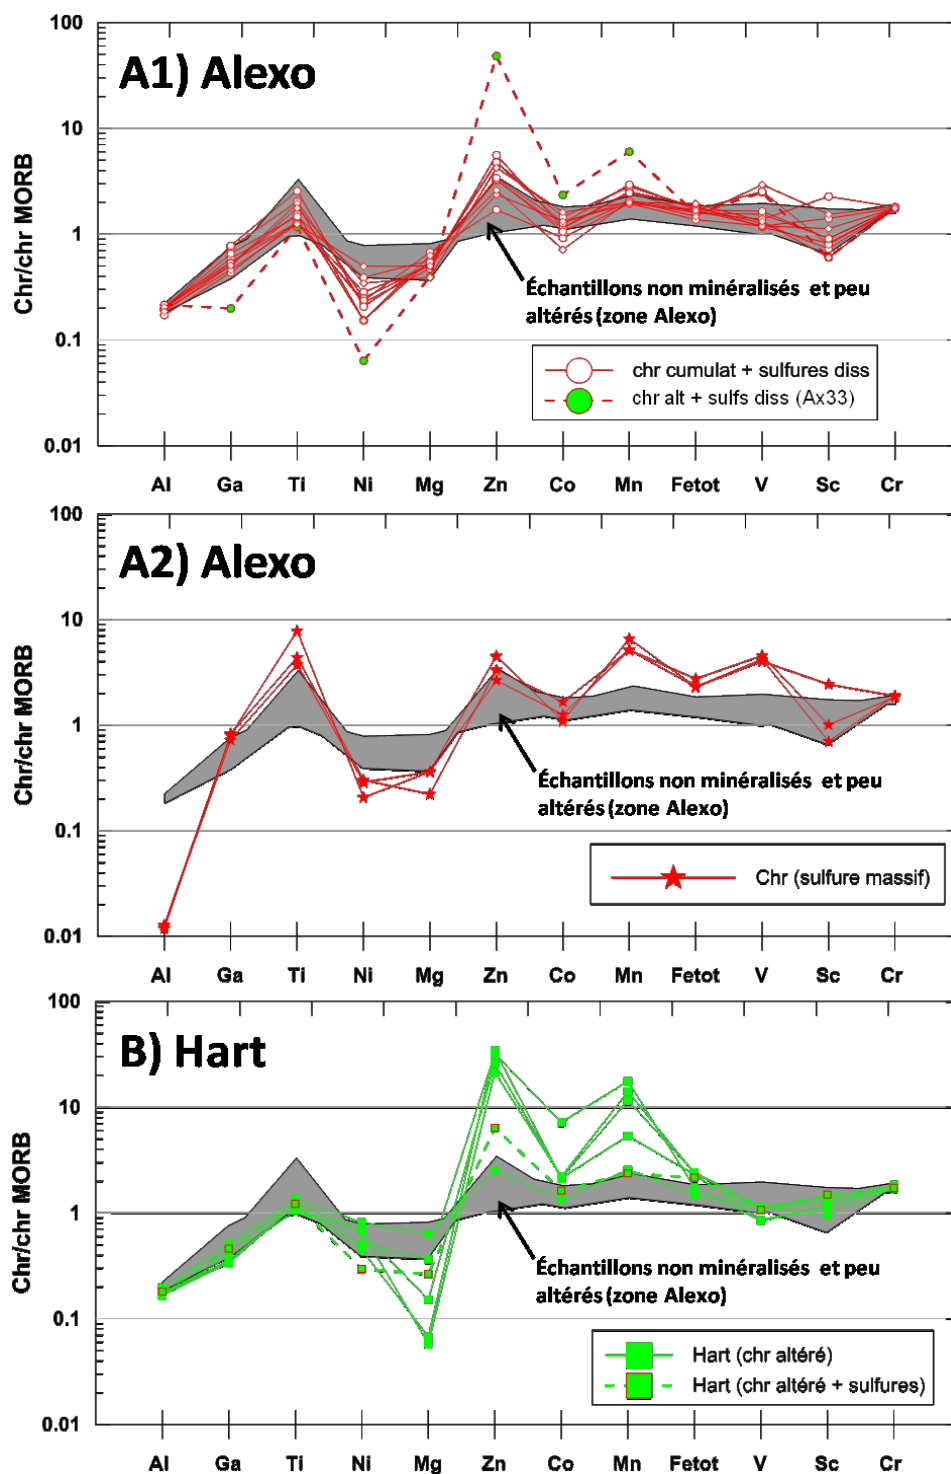 A1) Alexo
100
10
1
0.1
0.01
Chr/chr MORB
Échantillons non minéralisés et peu
altérés (zone Alexo)
chr cumulat + sulfures diss
chr alt + sulfs diss (Ax33)
Al Ga Ti Ni Mg Zn Co Mn Fetot V Sc Cr
A2) Alexo
100
10
1
0.1
0.01
Chr/chr MORB
Échantillons non minéralisés et peu
altérés (zone Alexo)
Chr (sulfure massif)
Al Ga Ti Ni Mg Zn Co Mn Fetot V Sc Cr
B) Hart
100
10
1
0.1
0.01
Chr/chr MORB
Échantillons non minéralisés et peu
altérés (zone Alexo)
Hart (chr altéré)
Hart (chr altéré + sulfures)
Al Ga Ti Ni Mg Zn Co Mn Fetot V Sc Cr